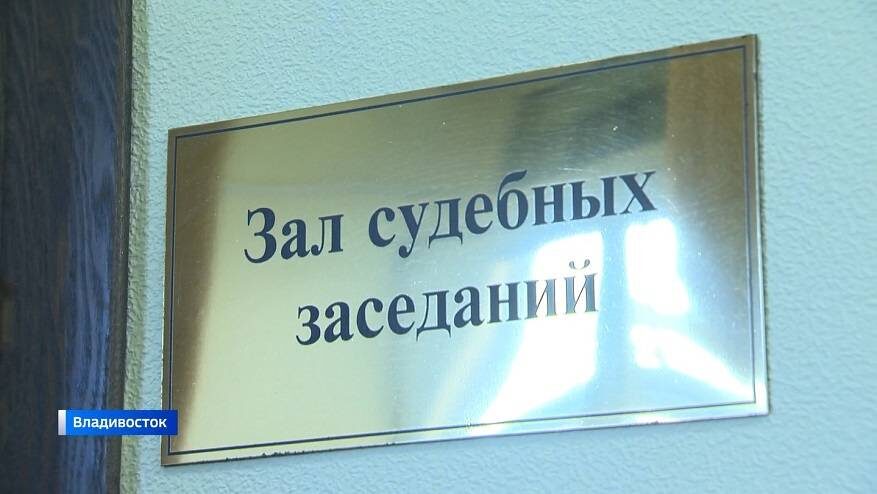 Зал судебных
заседаний
Владивосток